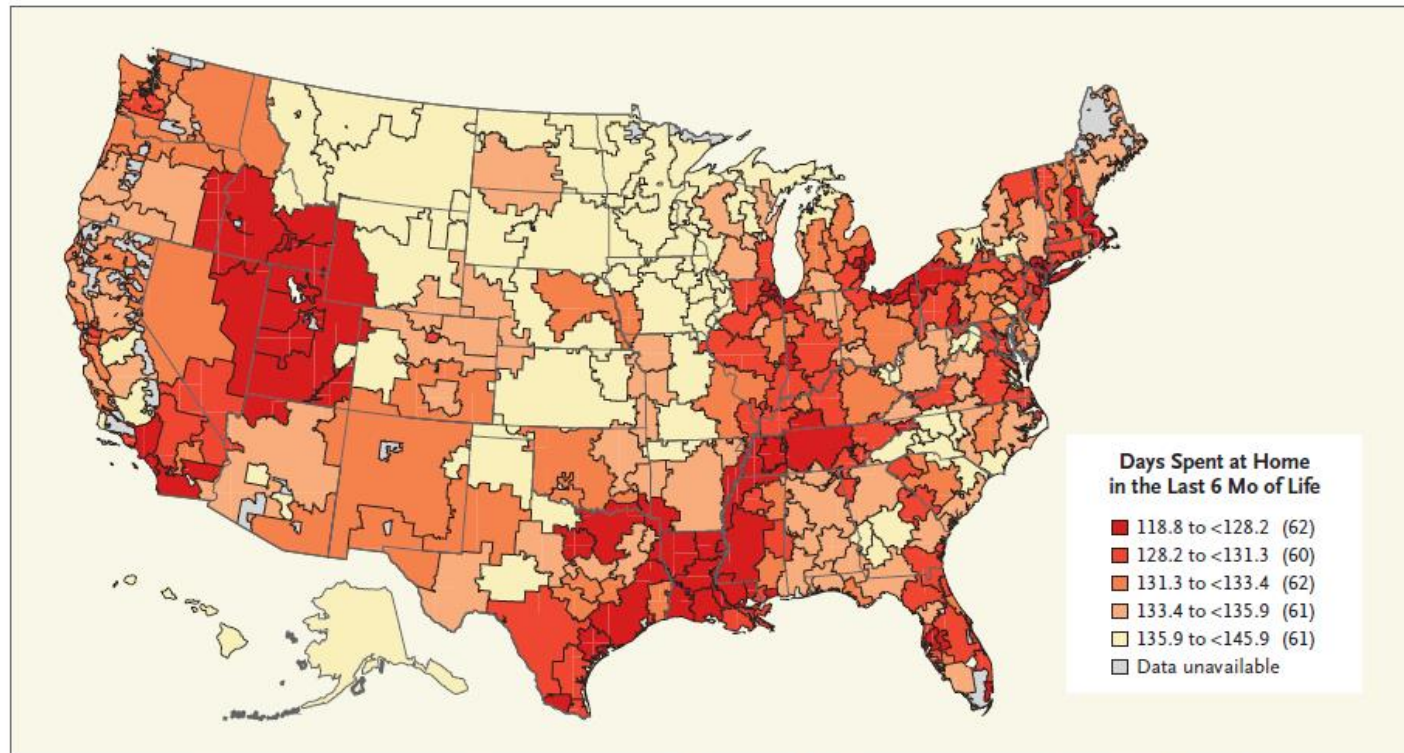 Days Spent at Home
in the Last 6 Mo of Life
118.8 to <128.2 (62)
128.2 to <131.3 (60)
131.3 to <133.4 (62)
133.4 to <135.9 (61)
135.9 to <145.9 (61)
Data unavailable